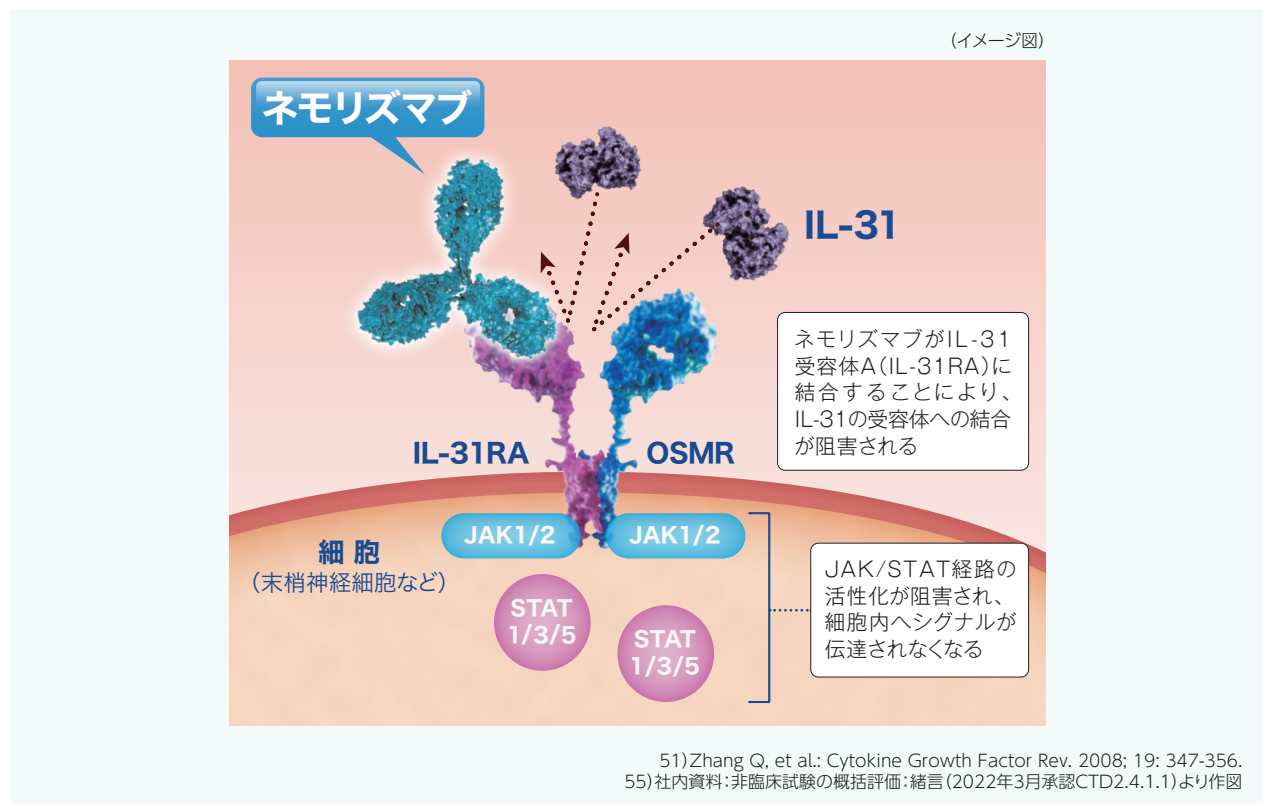 （イメージ図）
ネモリズマブ
IL-31
ネモリズマブがIL-31
受容体A（IL-31RA）に
結合することにより、
IL-31の受容体への結合
が阻害される
IL-31RA
OSMR
JAK1/2
JAK1/2
細 胞
（末梢神経細胞など）
STAT
1/3/5
STAT
1/3/5
JAK/STAT経路の
活性化が阻害され、
細胞内へシグナルが
伝達されなくなる
51）Zhang Q, et al.: Cytokine Growth Factor Rev. 2008; 19: 347-356.
55）社内資料：非臨床試験の概括評価：緒言（2022年3月承認CTD2.4.1.1）より作図